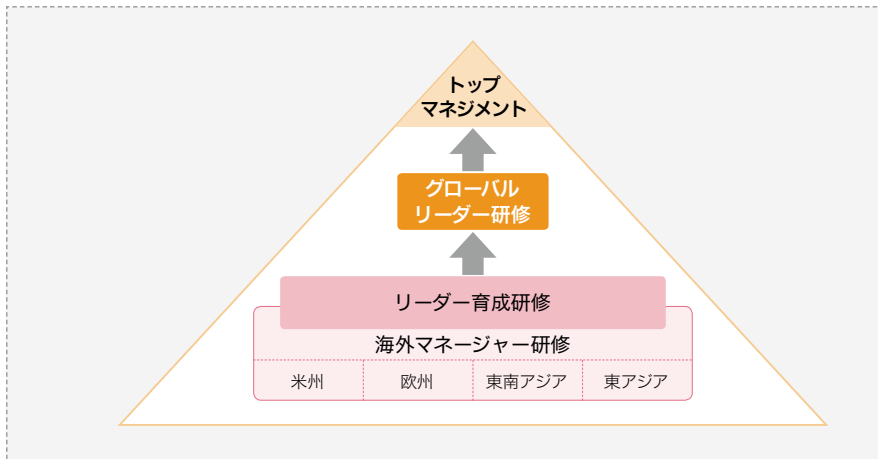 トップ
マネジメント
グローバル
リーダー研修
リーダー育成研修
海外マネージャー研修
米州
欧州
東南アジア
東アジア